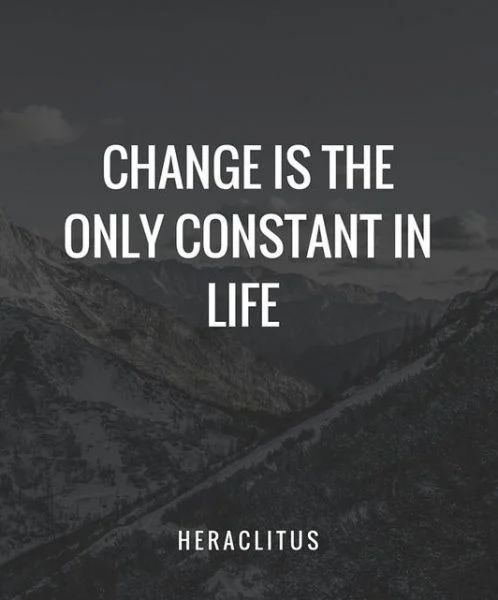 CHANGE IS THE
ONLY CONSTANT IN
LIFE
HERACLITUS